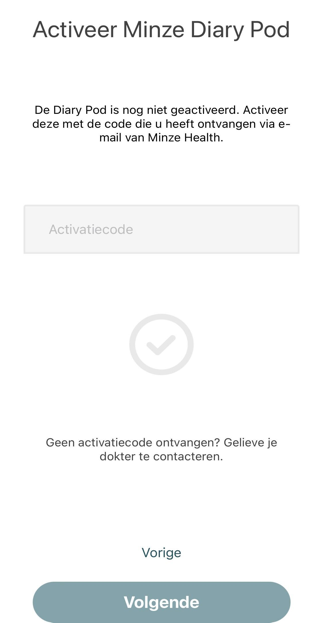 Activeer Minze Diary Pod
De Diary Pod is nog niet geactiveerd. Activeer
deze met de code die u heeft ontvangen via e-
mail van Minze Health.
Activatiecode
Geen activatiecode ontvangen? Gelieve je
dokter te contacteren.
Vorige
Volgende